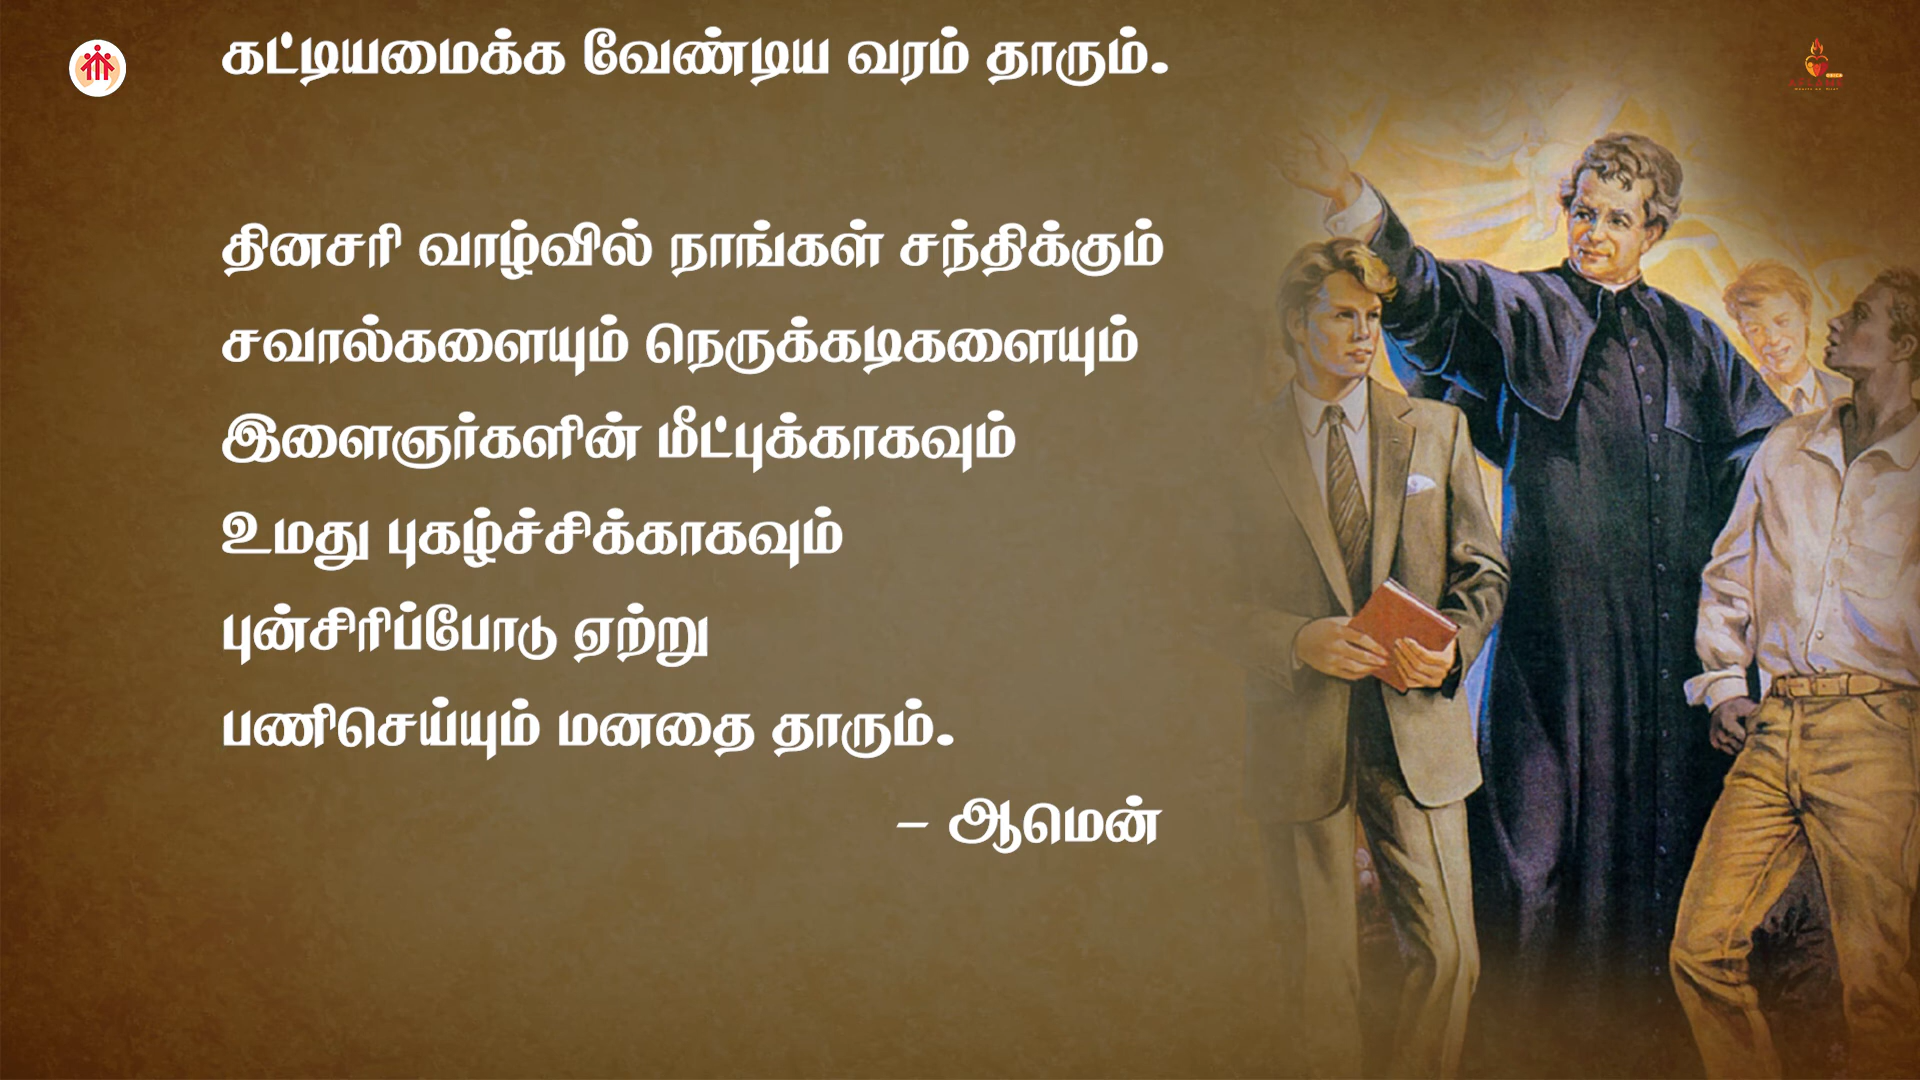 கட்டியமைக்க வேண்டிய வரம் தாரும்.
தினசரி வாழ்வில் நாங்கள் சந்திக்கும்
சவால்களையும் நெருக்கடிகளையும்
இளைஞர்களின் மீட்புக்காகவும்
உமது புகழ்ச்சிக்காகவும்
புன்சிரிப்போடு ஏற்று
பணிசெய்யும் மனதை தாரும்.
– ஆமென்